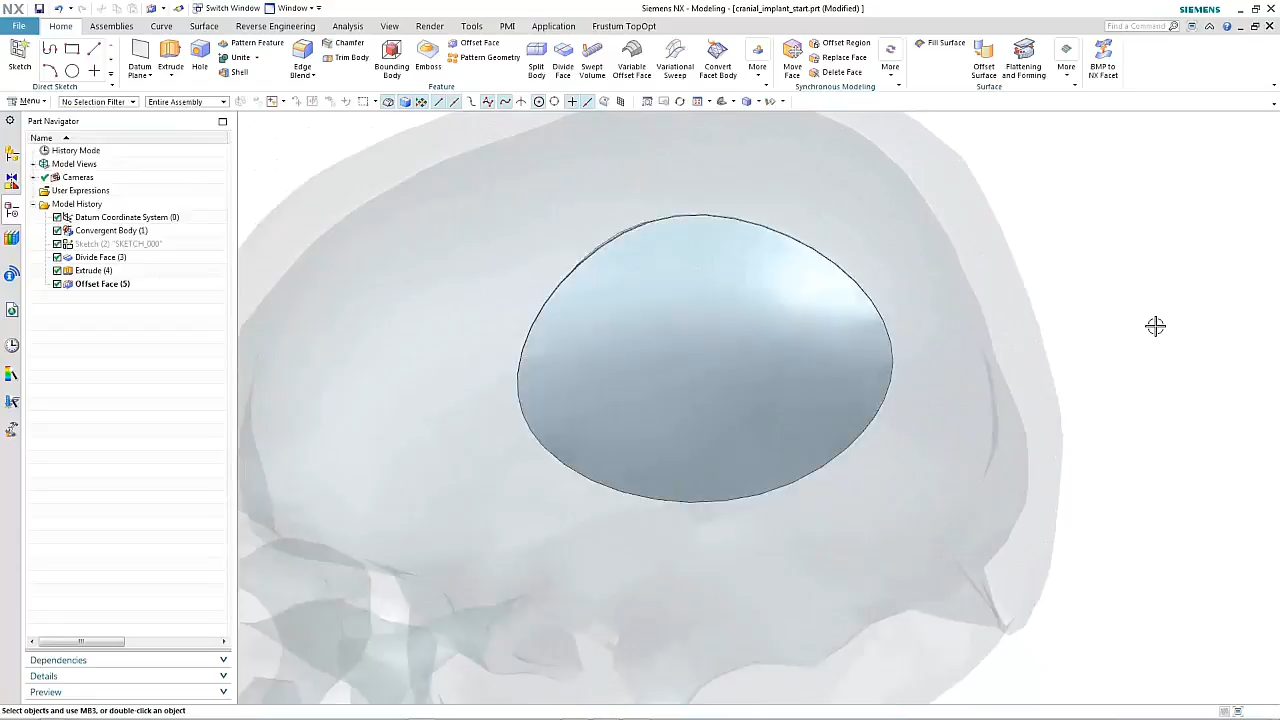 NX
Switch Window
Window
Siemens NX - Modeling - [cranial_implant_start.prt (Modified) ]
SIEMENS
File
Home
Assemblies
Curve
Surface
Reverse Engineering
Analysis
View
Render
Tools
PMI
Application
Frustum TopOpt
Find a Command
Sketch
Direct Sketch
Datum Plane
Extrude
Hole
Pattern Feature
Unite
Shell
Edge Blend
Chamfer
Trim Body
Bounding Body
Emboss
Offset Face
Pattern Geometry
Feature
Split Body
Divide Face
Swept Volume
Variable Offset Face
Variational Sweep
Convert Facet Body
More
Move Face
Offset Region
Replace Face
Delete Face
More
Synchronous Modeling
Fill Surface
Offset Surface
Flattening and Forming
More
Surface
BMP to NX Facet
Menu
No Selection Filter
Entire Assembly
Part Navigator
Name
History Mode
Model Views
Cameras
User Expressions
Model History
Datum Coordinate System (0)
Convergent Body (1)
Sketch (2) "SKETCH_000"
Divide Face (3)
Extrude (4)
Offset Face (5)
Dependencies
Details
Preview
Select objects and use MB3, or double-click an object